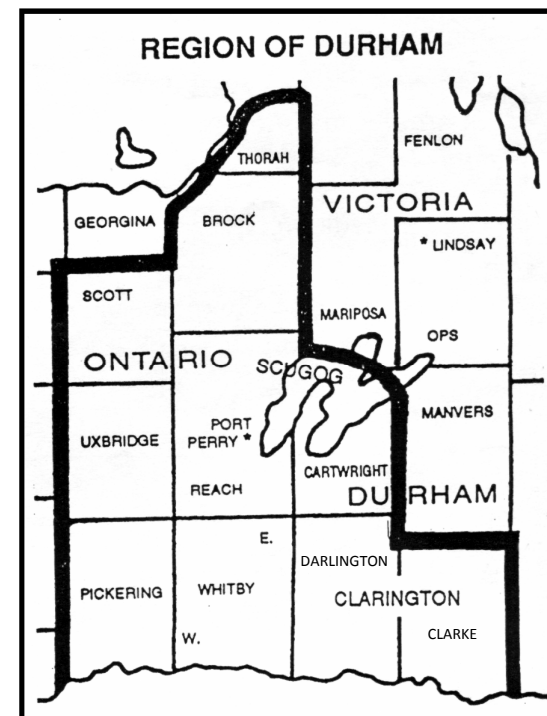 REGION OF DURHAM
FENLON
THORAH
VICTORIA
GEORGINA
BROCK
* LINDSAY
SCOTT
MARIPOSA
OPS
ONTARIO
SCUGOG
MANVERS
PORT
PERRY *
UXBRIDGE
CARTWRIGHT
REACH
DURHAM
E.
DARLINGTON
PICKERING
WHITBY
CLARINGTON
CLARKE
W.